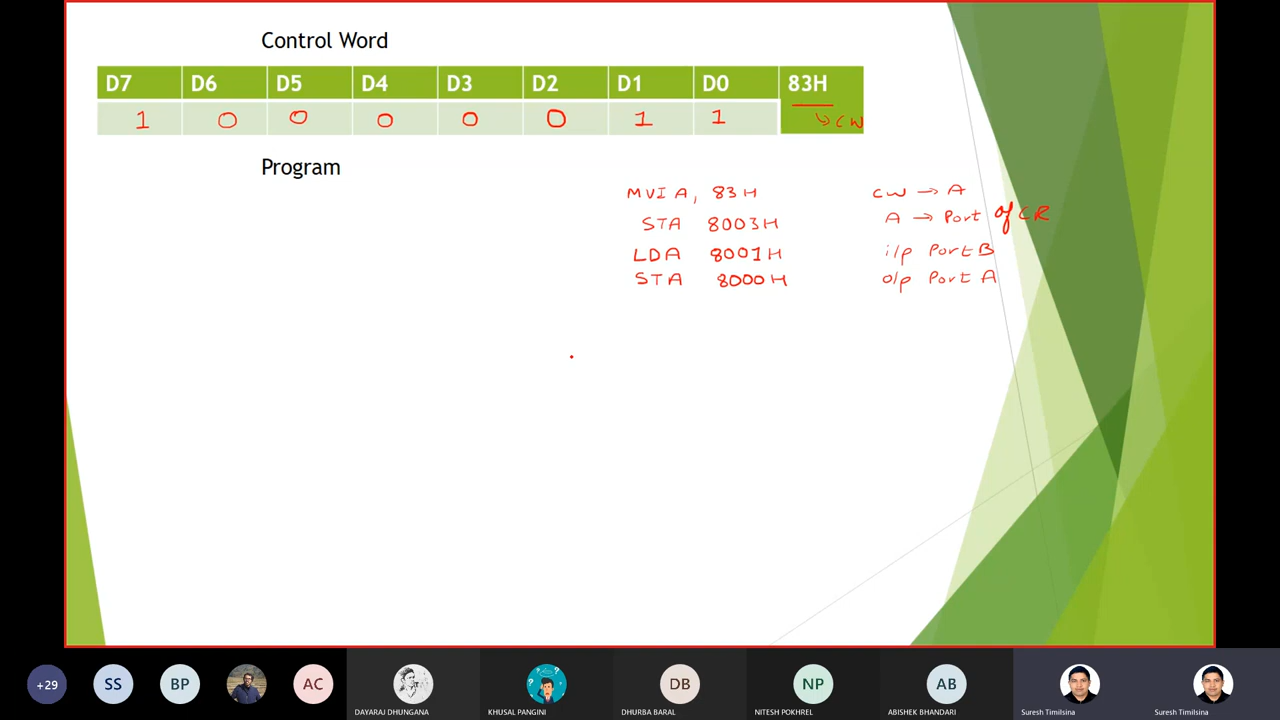 Control Word
D7 D6 D5 D4 D3 D2 D1 D0 83H
1 0 0 0 0 0 1 1 ↳ CW
Program
MVI A, 83H CW → A
STA 8003H A → Port of CR
LDA 8001H i/p Port B
STA 8000H o/p Port A
+29 SS BP AC DB NP AB
DAYARAJ DHUNGANA KHUSAL PANGINI DHURBA BARAL NITESH POKHREL ABISHEK BHANDARI Suresh Timilsina Suresh Timilsina